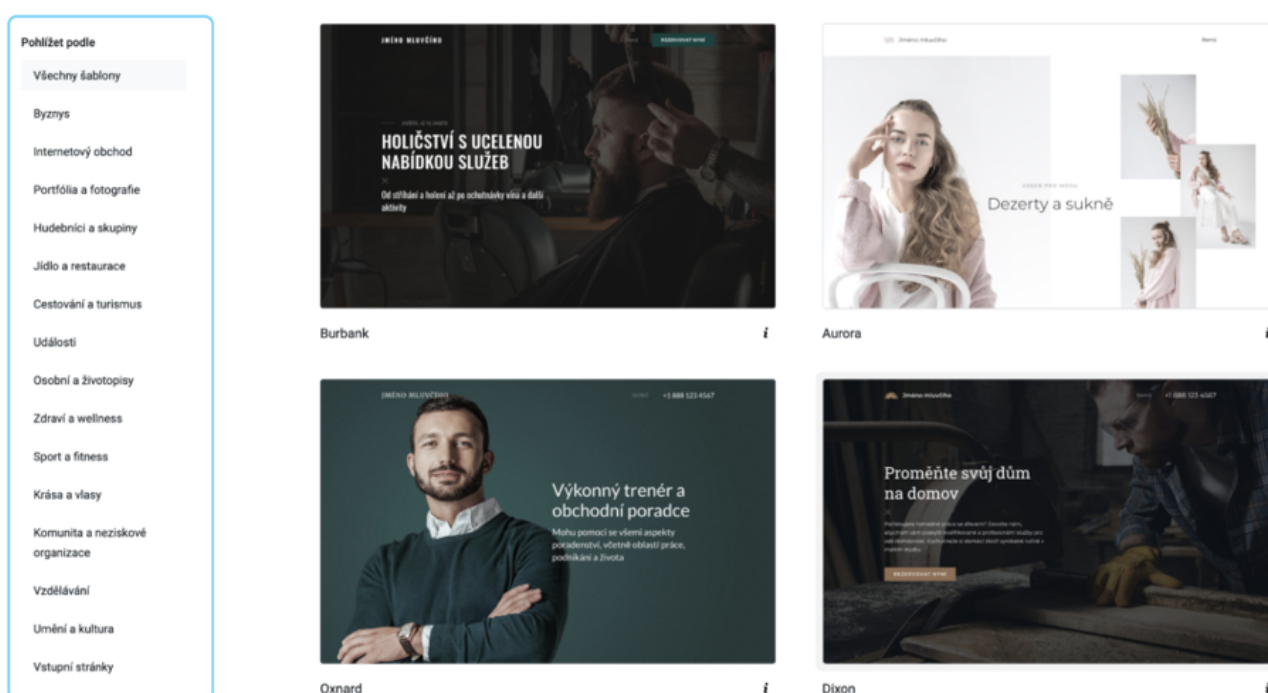 Pohlížet podle
Všechny šablony
Byznys
Internetový obchod
Portfólia a fotografie
Hudebníci a skupiny
Jídlo a restaurace
Cestování a turismus
Události
Osobní a životopisy
Zdraví a wellness
Sport a fitness
Krása a vlasy
Komunita a neziskové
organizace
Vzdělávání
Umění a kultura
Vstupní stránky
JMÉNO MLUVČÍHO
REZERVOVAT NYNÍ
HOLIČSTVÍ S UCELENOU
NABÍDKOU SLUŽEB
Od stříhání a holení až po ochutnávky vína a další
aktivity
Burbank
i
Jméno mluvčího
Domů
Dezerty a sukně
Aurora
i
JMÉNO MLUVČÍHO
DOMŮ
+1 888 123 4567
Výkonný trenér a
obchodní poradce
Mohu pomoci se všemi aspekty
poradenství, včetně oblastí práce,
podnikání a života
Oxnard
i
Jméno mluvčího
Domů
+1 888 123 4567
Proměňte svůj dům
na domov
REZERVOVAT NYNÍ
Dixon
i